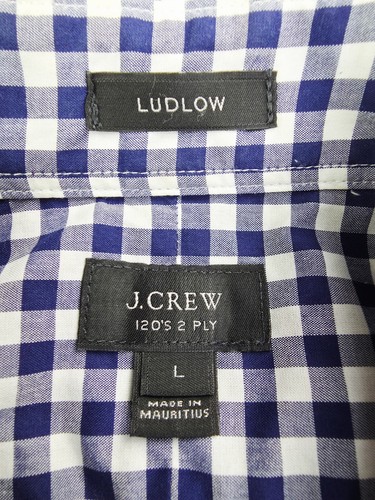 LUDLOW
J.CREW
120'S 2 PLY
L
MADE IN
MAURITIUS